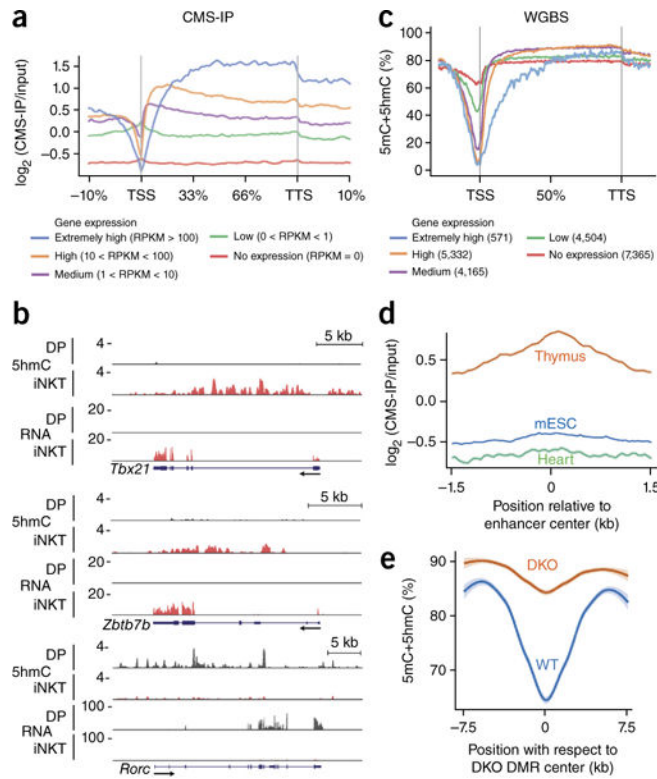 a
CMS-IP
log₂ (CMS-IP/input)
1.5
1.0
0.5
0.0
−0.5
−10%
TSS
33%
66%
TTS
10%
Gene expression
Extremely high (RPKM > 100)
High (10 < RPKM < 100)
Medium (1 < RPKM < 10)
Low (0 < RPKM < 1)
No expression (RPKM = 0)
c
WGBS
5mC+5hmC (%)
100
80
60
40
20
0
TSS
50%
TTS
Gene expression
Extremely high (571)
High (5,332)
Medium (4,165)
Low (4,504)
No expression (7,365)
b
5 kb
DP
4
5hmC
4
iNKT
DP
20
RNA
20
iNKT
Tbx21
5 kb
DP
4
5hmC
4
iNKT
DP
20
RNA
20
iNKT
Zbtb7b
5 kb
DP
4
5hmC
4
iNKT
DP
100
RNA
100
iNKT
Rorc
d
log₂ (CMS-IP/input)
0.5
0.0
−0.5
Thymus
mESC
Heart
−1.5
0
1.5
Position relative to
enhancer center (kb)
e
5mC+5hmC (%)
90
80
70
DKO
WT
−7.5
0
7.5
Position with respect to
DKO DMR center (kb)